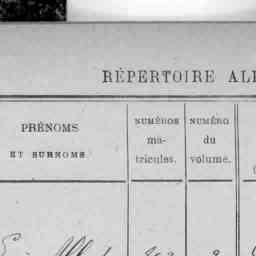 RÉPERTOIRE AL
PRÉNOMS
ET SURNOMS.
NUMÉROS
ma-
tricules.
NUMÉRO
du
volume.